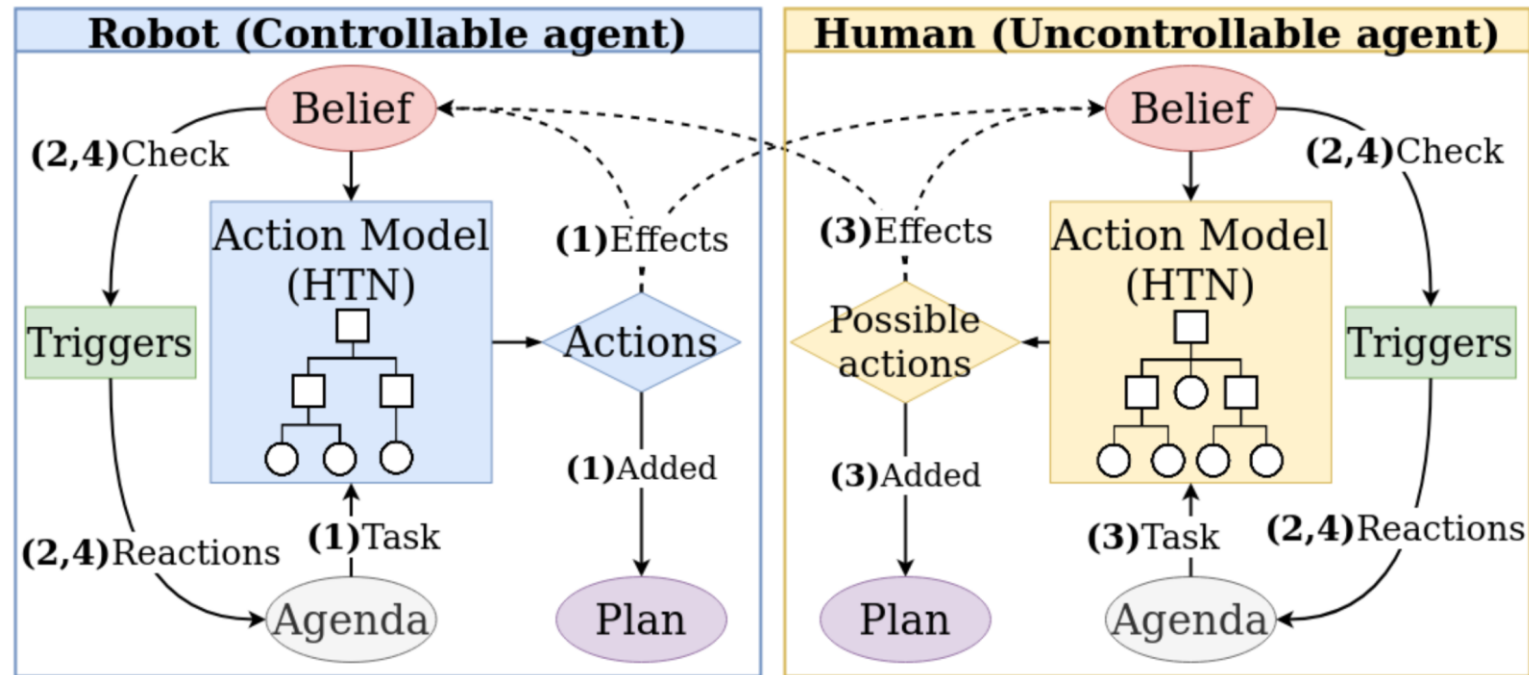 Robot (Controllable agent)
Belief
(2,4)Check
Action Model
(HTN)
(1)Effects
Triggers
Actions
(1)Added
(2,4)Reactions
(1)Task
Agenda
Plan
Human (Uncontrollable agent)
Belief
(2,4)Check
(3)Effects
Action Model
(HTN)
Possible
actions
Triggers
(3)Added
(3)Task
(2,4)Reactions
Plan
Agenda